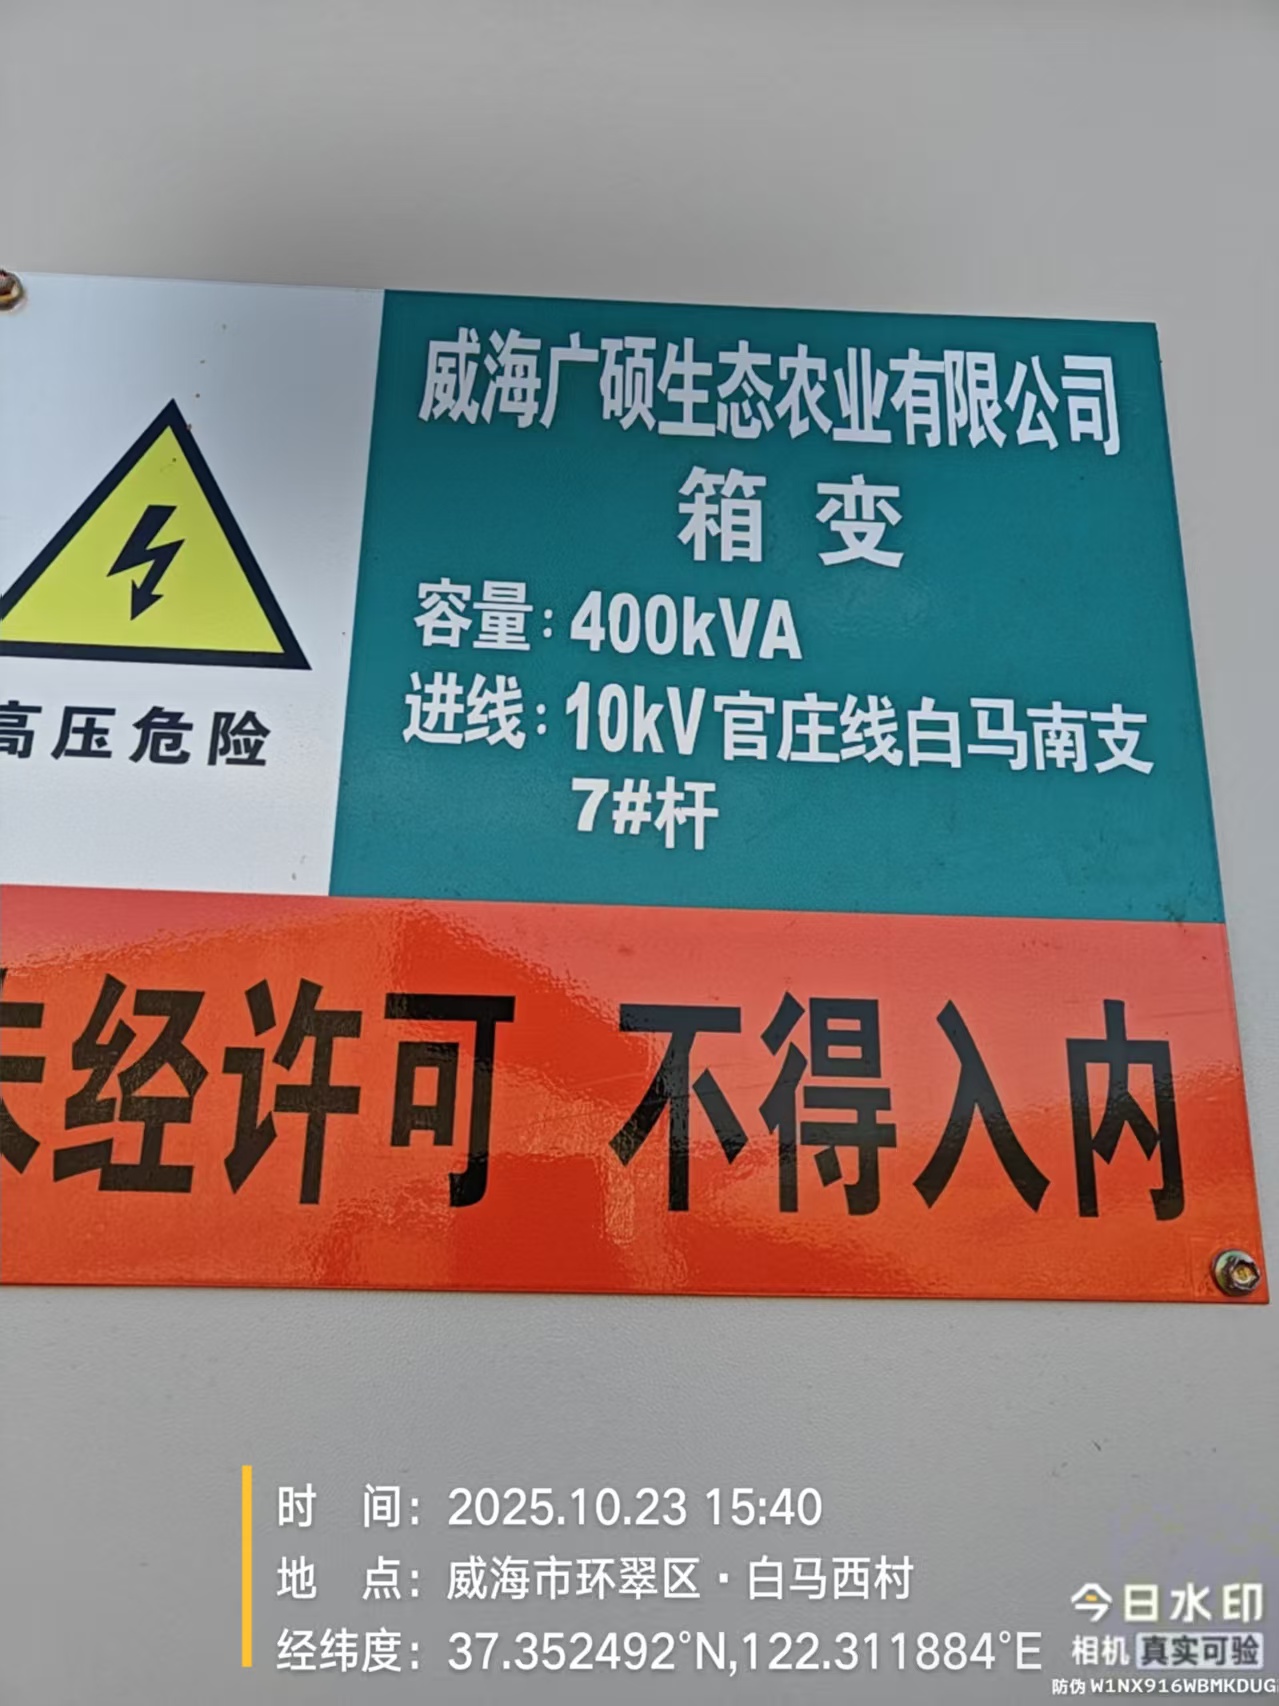 威海广硕生态农业有限公司
箱变
容量：400kVA
进线：10kV官庄线白马南支
7#杆
高压危险
未经许可 不得入内
时 间：2025.10.23 15:40
地 点：威海市环翠区·白马西村
经纬度：37.352492°N,122.311884°E
今日水印
相机 真实可验
防伪 W1NX916WBMKDUG